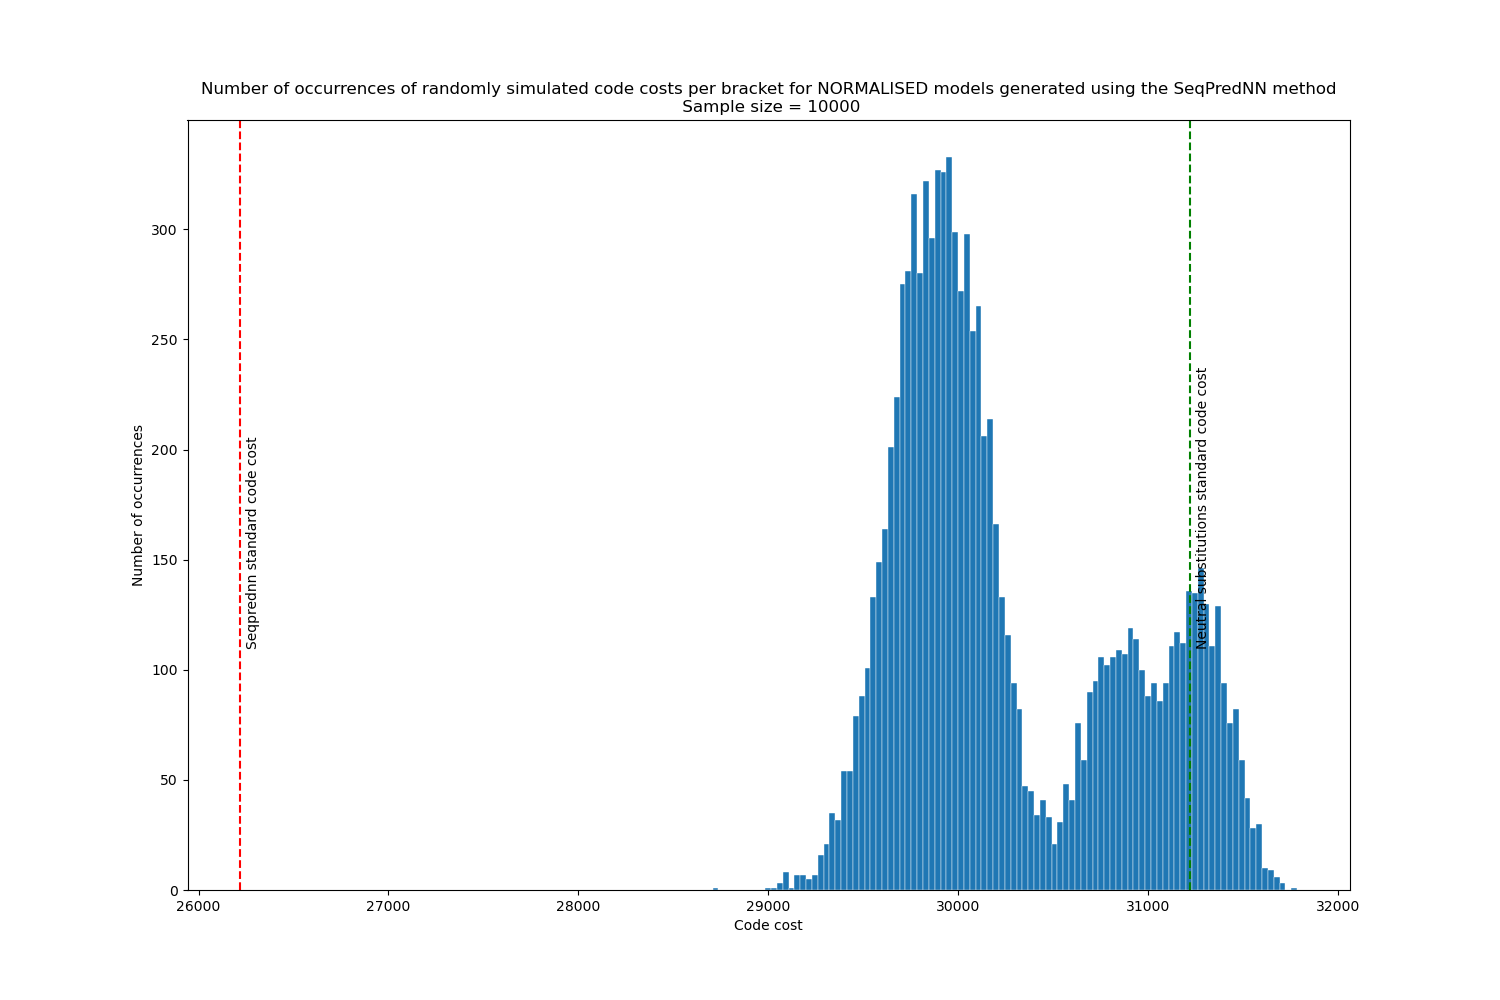 Number of occurrences of randomly simulated code costs per bracket for NORMALISED models generated using the SeqPredNN method
Sample size = 10000
Number of occurrences
300
250
200
150
100
50
0
Seqprednn standard code cost
Neutral substitutions standard code cost
26000 27000 28000 29000 30000 31000 32000
Code cost